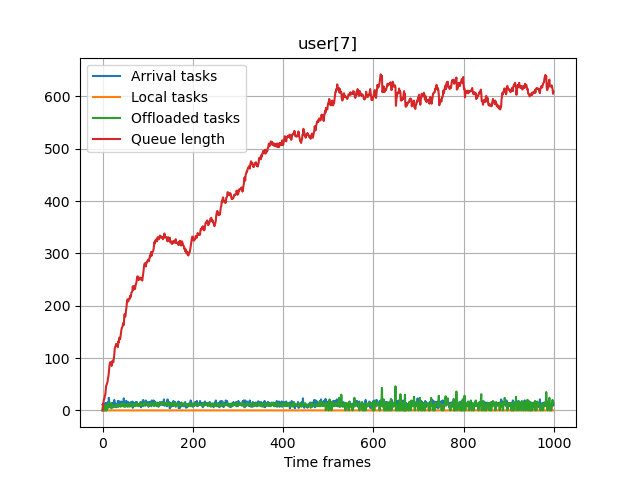 user[7]
Arrival tasks
Local tasks
Offloaded tasks
Queue length
600
500
400
300
200
100
0
0 200 400 600 800 1000
Time frames